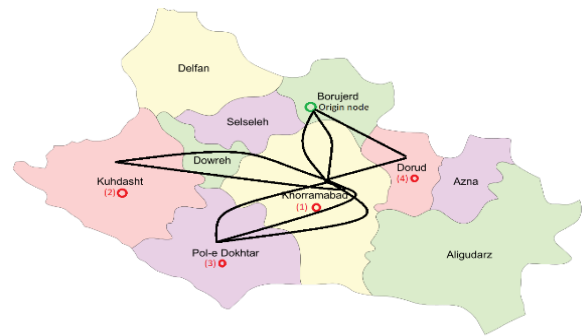 Delfan
Borujerd
Origin node
Selseleh
Dowreh
Dorud
(4)
Azna
Kuhdasht
(2)
Khorramabad
(1)
Pol-e Dokhtar
(3)
Aligudarz